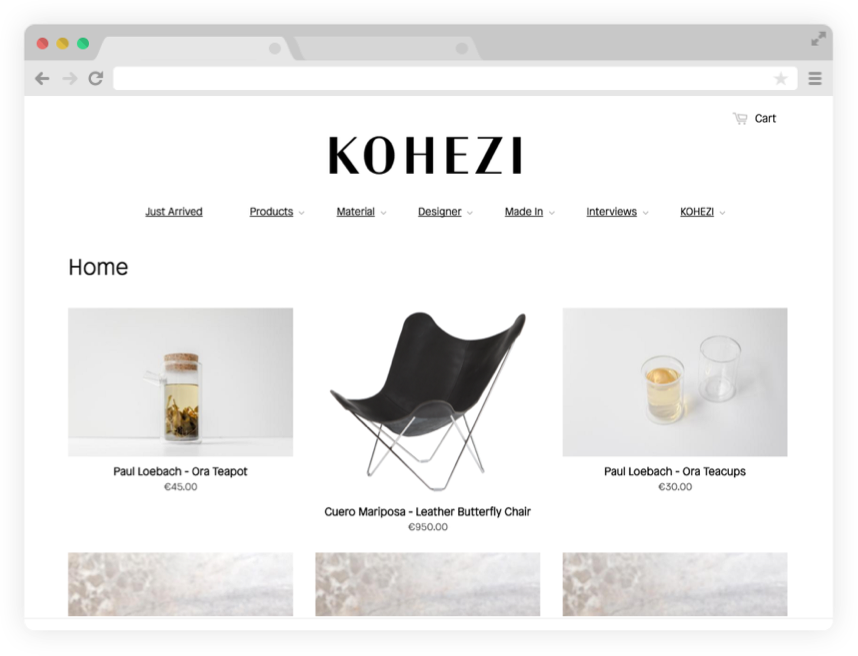 Cart
KOHEZI
Just Arrived Products Material Designer Made In Interviews KOHEZI
Home
Paul Loebach - Ora Teapot
€45.00
Cuero Mariposa - Leather Butterfly Chair
€950.00
Paul Loebach - Ora Teacups
€30.00